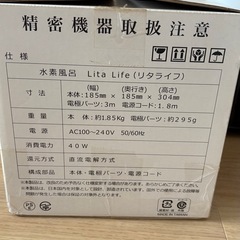 精密機器取扱注意
仕様
水素風呂 Lita Life(リタライフ)
(幅) (奥行き) (高さ)
寸法 本体:185㎜ × 185㎜ × 304㎜
電極パーツ:3m 電源コード:1.8m
重量 本体:約1.85Kg 電極パーツ:約295g
電源 AC100〜240V 50/60Hz
消費電力 40W
還元方式 直流電解方式
構成部品 本体・電極パーツ・電源コード
MADE IN TAIWAN